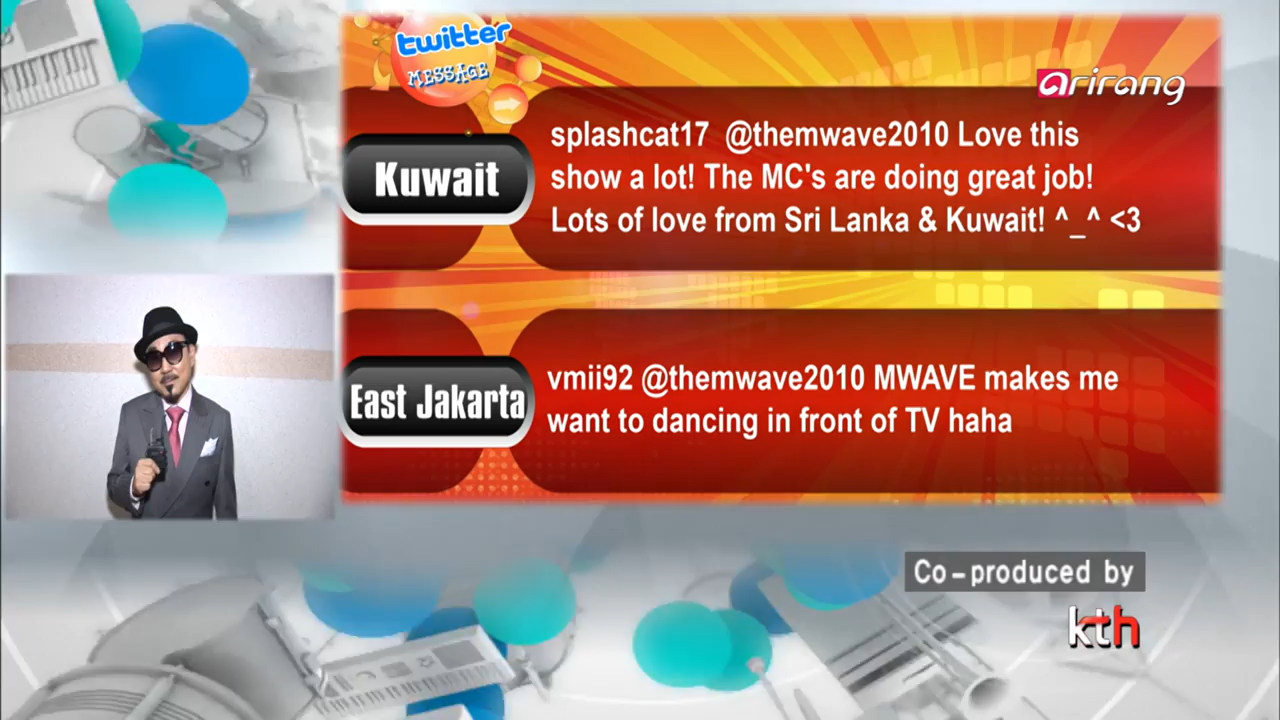 twitter
MESSAGE
arirang
Kuwait
splashcat17 @themwave2010 Love this
show a lot! The MC's are doing great job!
Lots of love from Sri Lanka & Kuwait! ^_^ <3
East Jakarta
vmii92 @themwave2010 MWAVE makes me
want to dancing in front of TV haha
Co-produced by
kth